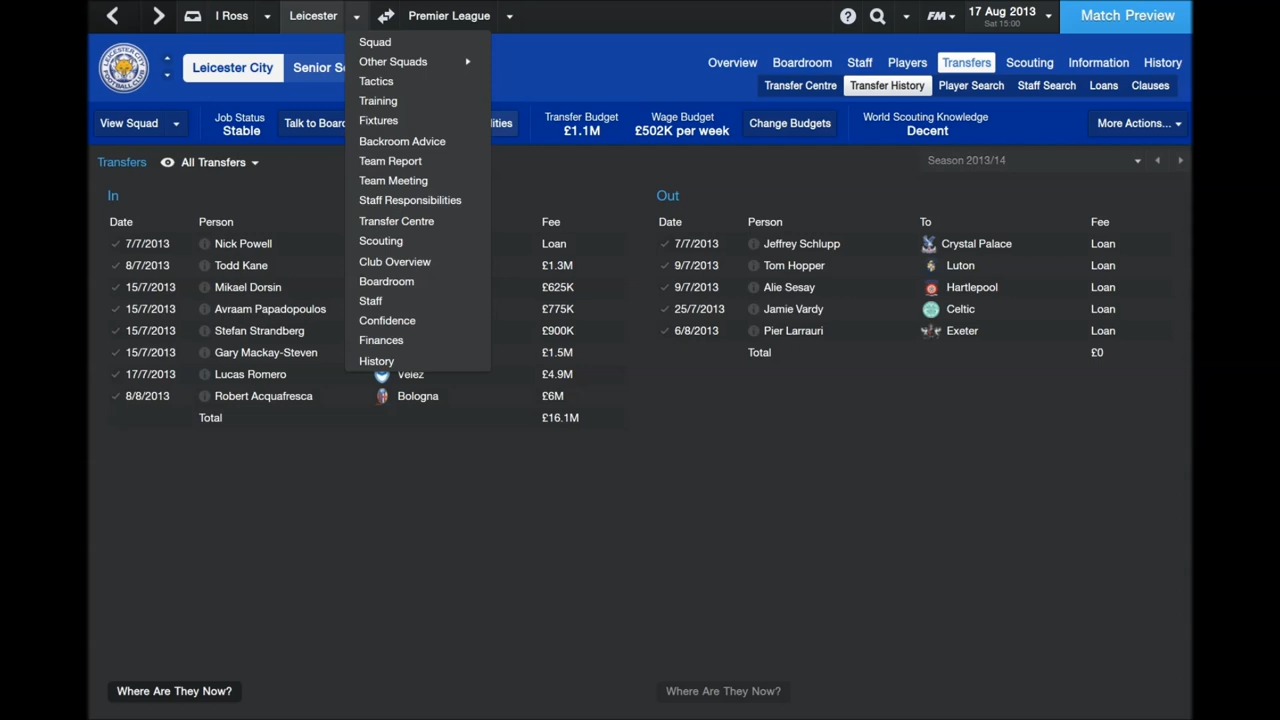 I Ross Leicester Premier League FM 17 Aug 2013 Match Preview
Sat 15:00
Leicester City Senior S
Overview Boardroom Staff Players Transfers Scouting Information History
Transfer Centre Transfer History Player Search Staff Search Loans Clauses
View Squad
Job Status
Stable
Talk to Board
lities
Transfer Budget
£1.1M
Wage Budget
£502K per week
Change Budgets
World Scouting Knowledge
Decent
More Actions...
Squad
Other Squads
Tactics
Training
Fixtures
Backroom Advice
Team Report
Team Meeting
Staff Responsibilities
Transfer Centre
Scouting
Club Overview
Boardroom
Staff
Confidence
Finances
History
Transfers All Transfers
Season 2013/14
In
Date Person Fee
7/7/2013 Nick Powell Loan
8/7/2013 Todd Kane £1.3M
15/7/2013 Mikael Dorsin £625K
15/7/2013 Avraam Papadopoulos £775K
15/7/2013 Stefan Strandberg £900K
15/7/2013 Gary Mackay-Steven £1.5M
17/7/2013 Lucas Romero Velez £4.9M
8/8/2013 Robert Acquafresca Bologna £6M
Total £16.1M
Out
Date Person To Fee
7/7/2013 Jeffrey Schlupp Crystal Palace Loan
9/7/2013 Tom Hopper Luton Loan
9/7/2013 Alie Sesay Hartlepool Loan
25/7/2013 Jamie Vardy Celtic Loan
6/8/2013 Pier Larrauri Exeter Loan
Total £0
Where Are They Now?
Where Are They Now?